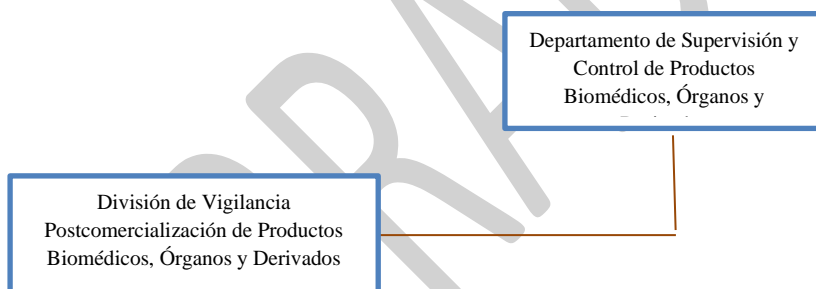 Departamento de Supervisión y
Control de Productos
Biomédicos, Órganos y
División de Vigilancia
Postcomercialización de Productos
Biomédicos, Órganos y Derivados